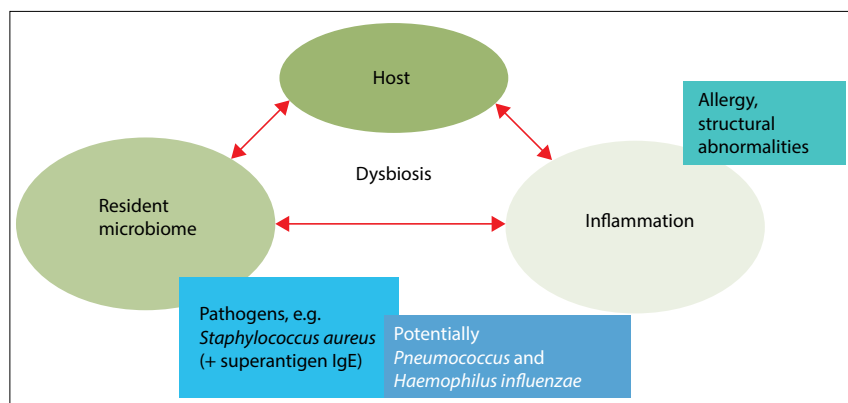 Host
Allergy,
structural
abnormalities
Dysbiosis
Resident
microbiome
Inflammation
Pathogens, e.g.
Staphylococcus aureus
(+ superantigen IgE)
Potentially
Pneumococcus and
Haemophilus influenzae